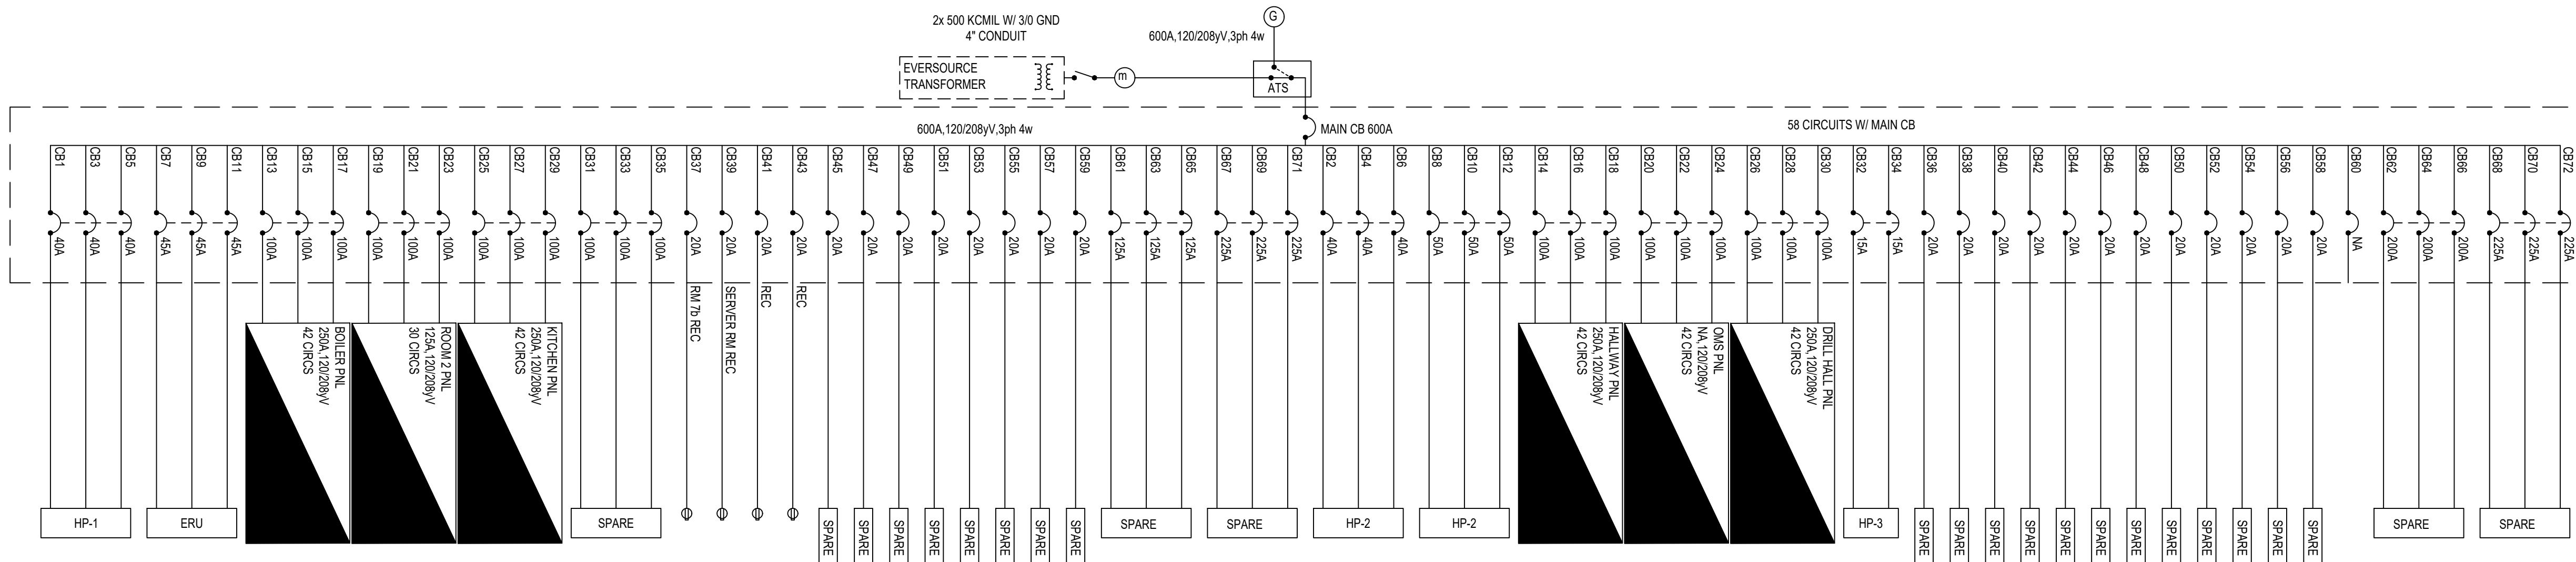 2x 500 KCMIL W/ 3/0 GND
4" CONDUIT
G
600A,120/208yV,3ph 4w
EVERSOURCE
TRANSFORMER
m
ATS
600A,120/208yV,3ph 4w
MAIN CB 600A
58 CIRCUITS W/ MAIN CB
CB1
CB3
CB5
CB7
CB9
CB11
CB13
CB15
CB17
CB19
CB21
CB23
CB25
CB27
CB29
CB31
CB33
CB35
CB37
CB39
CB41
CB43
CB45
CB47
CB49
CB51
CB53
CB55
CB57
CB59
CB61
CB63
CB65
CB67
CB69
CB71
CB2
CB4
CB6
CB8
CB10
CB12
CB14
CB16
CB18
CB20
CB22
CB24
CB26
CB28
CB30
CB32
CB34
CB36
CB38
CB40
CB42
CB44
CB46
CB48
CB50
CB52
CB54
CB56
CB58
CB60
CB62
CB64
CB66
CB68
CB70
CB72
40A
40A
40A
45A
45A
45A
100A
100A
100A
100A
100A
100A
100A
100A
100A
100A
100A
100A
20A
20A
20A
20A
20A
20A
20A
20A
20A
20A
20A
20A
125A
125A
125A
225A
225A
225A
40A
40A
40A
50A
50A
50A
100A
100A
100A
100A
100A
100A
100A
100A
100A
15A
15A
20A
20A
20A
20A
20A
20A
20A
20A
20A
20A
20A
20A
NA
200A
200A
200A
225A
225A
225A
RM 7b REC
SERVER RM REC
REC
REC
BOILER PNL
250A,120/208yV
42 CIRCS
ROOM 2 PNL
125A,120/208yV
30 CIRCS
KITCHEN PNL
250A,120/208yV
42 CIRCS
HALLWAY PNL
250A,120/208yV
42 CIRCS
OMS PNL
NA,120/208yV
42 CIRCS
DRILL HALL PNL
250A,120/208yV
42 CIRCS
HP-1
ERU
SPARE
SPARE
SPARE
SPARE
SPARE
SPARE
SPARE
SPARE
SPARE
SPARE
SPARE
HP-2
HP-2
HP-3
SPARE
SPARE
SPARE
SPARE
SPARE
SPARE
SPARE
SPARE
SPARE
SPARE
SPARE
SPARE
SPARE
SPARE